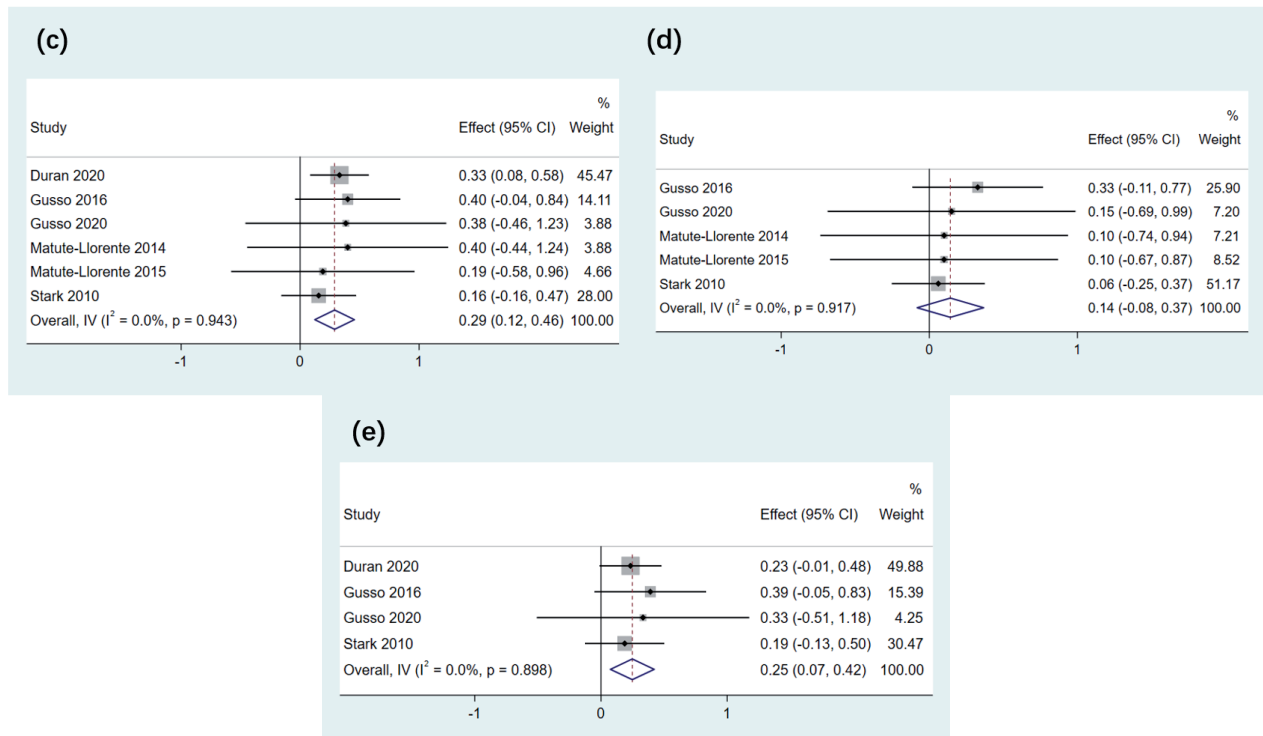 (c)
%
Study Effect (95% CI) Weight
Duran 2020 0.33 (0.08, 0.58) 45.47
Gusso 2016 0.40 (-0.04, 0.84) 14.11
Gusso 2020 0.38 (-0.46, 1.23) 3.88
Matute-Llorente 2014 0.40 (-0.44, 1.24) 3.88
Matute-Llorente 2015 0.19 (-0.58, 0.96) 4.66
Stark 2010 0.16 (-0.16, 0.47) 28.00
Overall, IV (I² = 0.0%, p = 0.943) 0.29 (0.12, 0.46) 100.00
-1 0 1
(d)
%
Study Effect (95% CI) Weight
Gusso 2016 0.33 (-0.11, 0.77) 25.90
Gusso 2020 0.15 (-0.69, 0.99) 7.20
Matute-Llorente 2014 0.10 (-0.74, 0.94) 7.21
Matute-Llorente 2015 0.10 (-0.67, 0.87) 8.52
Stark 2010 0.06 (-0.25, 0.37) 51.17
Overall, IV (I² = 0.0%, p = 0.917) 0.14 (-0.08, 0.37) 100.00
-1 0 1
(e)
%
Study Effect (95% CI) Weight
Duran 2020 0.23 (-0.01, 0.48) 49.88
Gusso 2016 0.39 (-0.05, 0.83) 15.39
Gusso 2020 0.33 (-0.51, 1.18) 4.25
Stark 2010 0.19 (-0.13, 0.50) 30.47
Overall, IV (I² = 0.0%, p = 0.898) 0.25 (0.07, 0.42) 100.00
-1 0 1